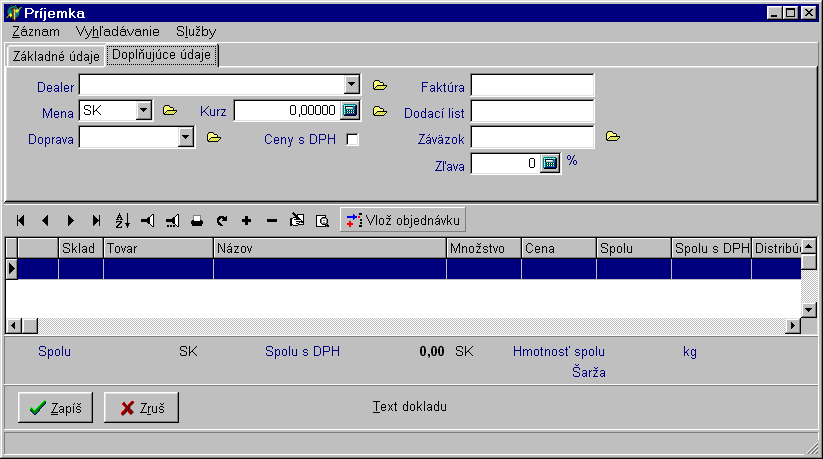 Príjemka
Záznam Vyhľadávanie Služby
Základné údaje Doplňujúce údaje
Dealer Faktúra
Mena SK Kurz 0,00000 Dodací list
Doprava Ceny s DPH Záväzok
Zľava 0 %
Vlož objednávku
Sklad Tovar Názov Množstvo Cena Spolu Spolu s DPH Distribúc
Spolu SK Spolu s DPH 0,00 SK Hmotnosť spolu kg
Šarža
Zapíš Zruš Text dokladu